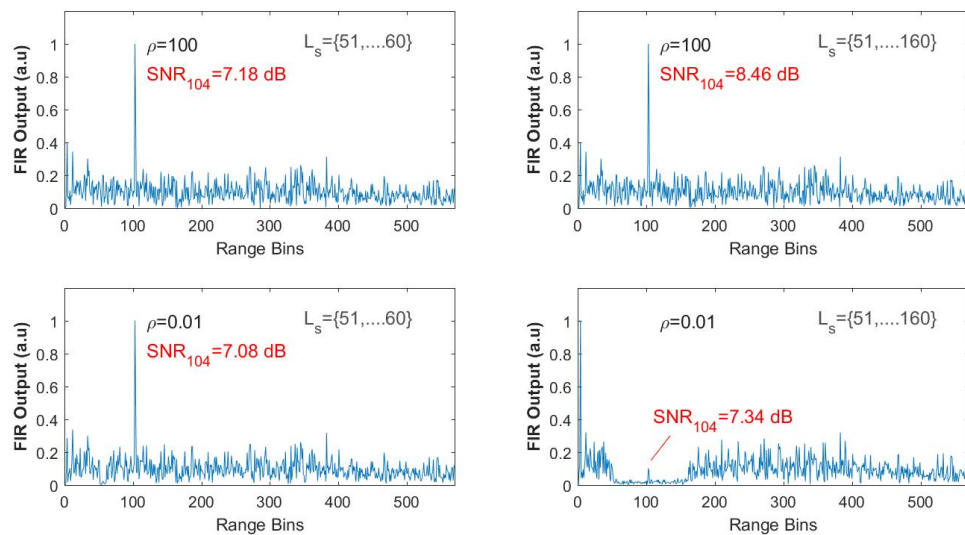 ρ=100
L_s={51,....60}
SNR_104=7.18 dB
1
0.8
0.6
0.4
0.2
0
0 100 200 300 400 500
FIR Output (a.u)
Range Bins
ρ=100
L_s={51,....160}
SNR_104=8.46 dB
1
0.8
0.6
0.4
0.2
0
0 100 200 300 400 500
FIR Output (a.u)
Range Bins
ρ=0.01
L_s={51,....60}
SNR_104=7.08 dB
1
0.8
0.6
0.4
0.2
0
0 100 200 300 400 500
FIR Output (a.u)
Range Bins
ρ=0.01
L_s={51,....160}
SNR_104=7.34 dB
1
0.8
0.6
0.4
0.2
0
0 100 200 300 400 500
FIR Output (a.u)
Range Bins